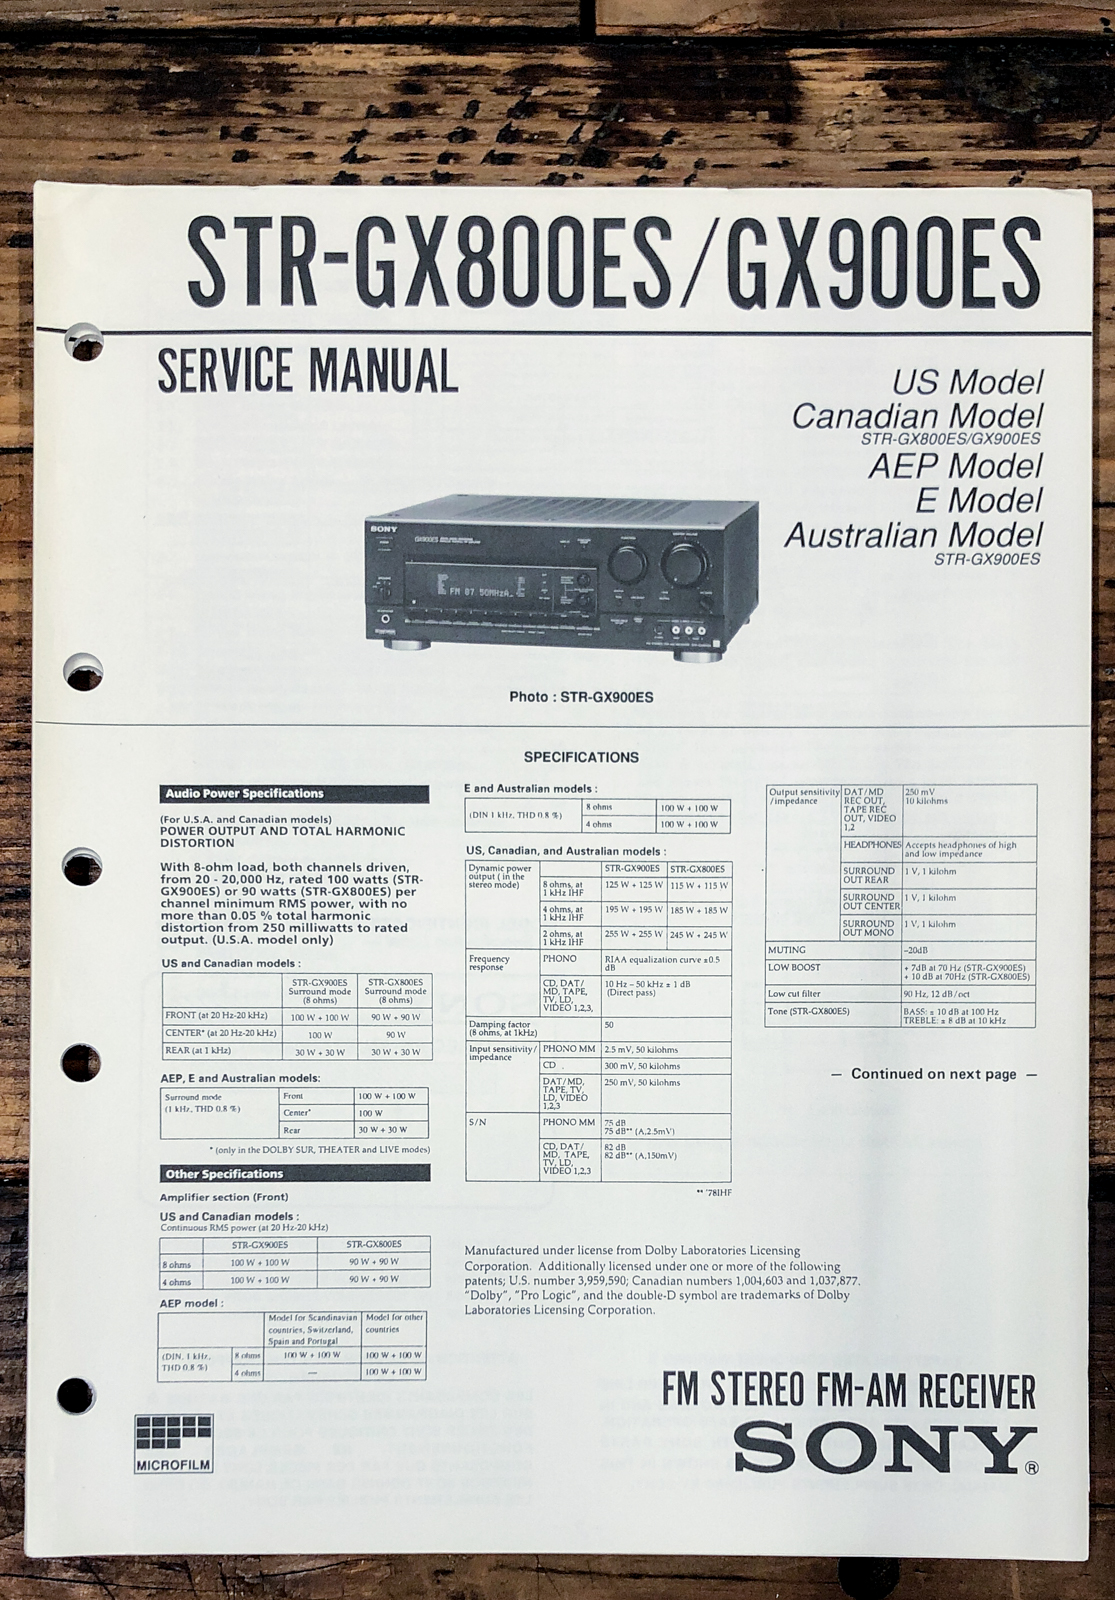 STR-GX800ES/GX900ES
SERVICE MANUAL
US Model
Canadian Model
STR-GX800ES/GX900ES
AEP Model
E Model
Australian Model
STR-GX900ES
SONY
GX900ES
FM 87.50MHz
Photo : STR-GX900ES
SPECIFICATIONS
Audio Power Specifications
(For U.S.A. and Canadian models)
POWER OUTPUT AND TOTAL HARMONIC
DISTORTION
With 8-ohm load, both channels driven,
from 20 - 20,000 Hz, rated 100 watts (STR-
GX900ES) or 90 watts (STR-GX800ES) per
channel minimum RMS power, with no
more than 0.05 % total harmonic
distortion from 250 milliwatts to rated
output. (U.S.A. model only)
US and Canadian models :
STR-GX900ES STR-GX800ES
Surround mode Surround mode
(8 ohms) (8 ohms)
FRONT (at 20 Hz-20 kHz) 100 W + 100 W 90 W + 90 W
CENTER* (at 20 Hz-20 kHz) 100 W 90 W
REAR (at 1 kHz) 30 W + 30 W 30 W + 30 W
AEP, E and Australian models:
Surround mode Front 100 W + 100 W
(1 kHz, THD 0.8 %) Center* 100 W
Rear 30 W + 30 W
* (only in the DOLBY SUR, THEATER and LIVE modes)
Other Specifications
Amplifier section (Front)
US and Canadian models :
Continuous RMS power (at 20 Hz-20 kHz)
STR-GX900ES STR-GX800ES
8 ohms 100 W + 100 W 90 W + 90 W
4 ohms 100 W + 100 W 90 W + 90 W
AEP model :
Model for Scandinavian Model for other
countries, Switzerland, countries
Spain and Portugal
(DIN, 1 kHz, 8 ohms 100 W + 100 W 100 W + 100 W
THD 0.8 %) 4 ohms — 100 W + 100 W
E and Australian models :
(DIN 1 kHz, THD 0.8 %) 8 ohms 100 W + 100 W
4 ohms 100 W + 100 W
US, Canadian, and Australian models :
Dynamic power STR-GX900ES STR-GX800ES
output ( in the
stereo mode) 8 ohms, at 125 W + 125 W 115 W + 115 W
1 kHz IHF
4 ohms, at 195 W + 195 W 185 W + 185 W
1 kHz IHF
2 ohms, at 255 W + 255 W 245 W + 245 W
1 kHz IHF
Frequency PHONO RIAA equalization curve ±0.5
response dB
CD, DAT/ 10 Hz – 50 kHz ± 1 dB
MD, TAPE, (Direct pass)
TV, LD,
VIDEO 1,2,3,
Damping factor 50
(8 ohms, at 1kHz)
Input sensitivity/ PHONO MM 2.5 mV, 50 kilohms
impedance
CD . 300 mV, 50 kilohms
DAT/MD, 250 mV, 50 kilohms
TAPE, TV,
LD, VIDEO
1,2,3
S/N PHONO MM 75 dB
75 dB** (A,2.5mV)
CD, DAT/ 82 dB
MD, TAPE, 82 dB** (A,150mV)
TV, LD,
VIDEO 1,2,3
** '78IHF
Output sensitivity DAT/MD 250 mV
/impedance REC OUT, 10 kilohms
TAPE REC
OUT, VIDEO
1,2
HEADPHONES Accepts headphones of high
and low impedance
SURROUND 1 V, 1 kilohm
OUT REAR
SURROUND 1 V, 1 kilohm
OUT CENTER
SURROUND 1 V, 1 kilohm
OUT MONO
MUTING –20dB
LOW BOOST + 7dB at 70 Hz (STR-GX900ES)
+ 10 dB at 70Hz (STR-GX800ES)
Low cut filter 90 Hz, 12 dB/oct
Tone (STR-GX800ES) BASS: ± 10 dB at 100 Hz
TREBLE: ± 8 dB at 10 kHz
— Continued on next page —
Manufactured under license from Dolby Laboratories Licensing
Corporation. Additionally licensed under one or more of the following
patents; U.S. number 3,959,590; Canadian numbers 1,004,603 and 1,037,877.
"Dolby", "Pro Logic", and the double-D symbol are trademarks of Dolby
Laboratories Licensing Corporation.
FM STEREO FM-AM RECEIVER
SONY®
MICROFILM